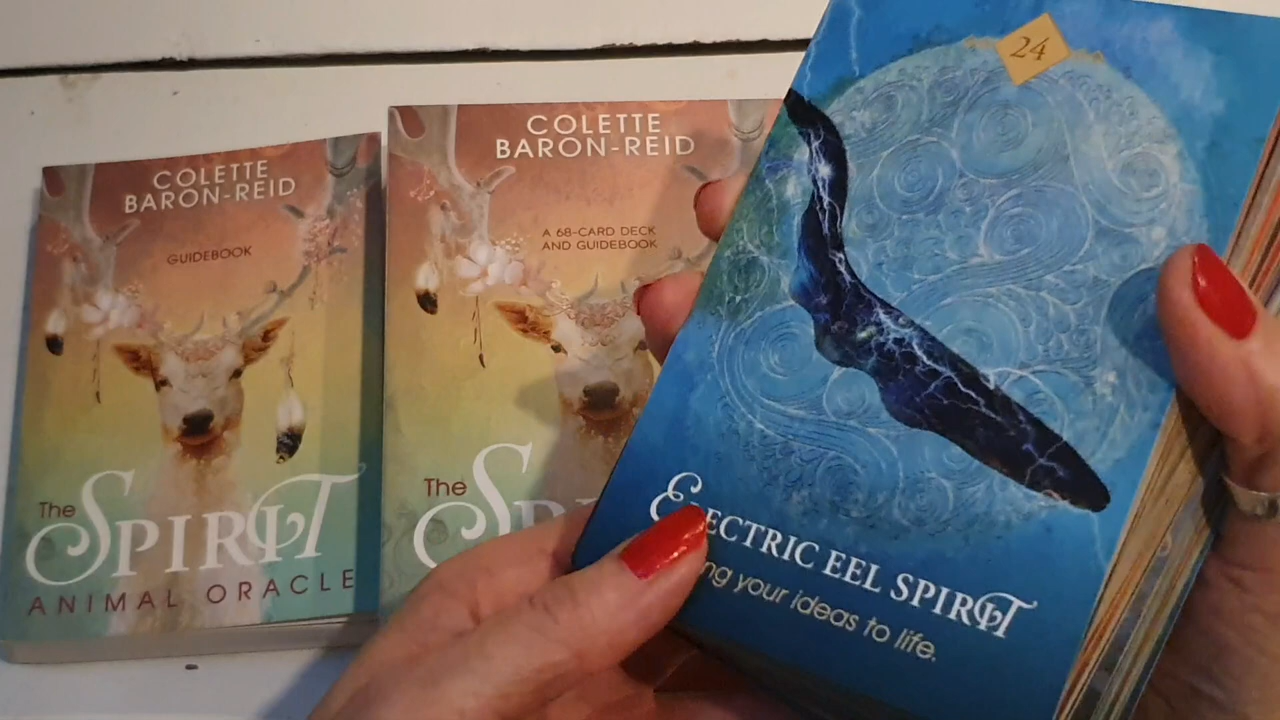 COLETTE
BARON-REID
GUIDEBOOK
The
SPIRIT
ANIMAL ORACLE
COLETTE
BARON-REID
A 68-CARD DECK
AND GUIDEBOOK
The
SP
24
ELECTRIC EEL SPIRIT
ng your ideas to life.